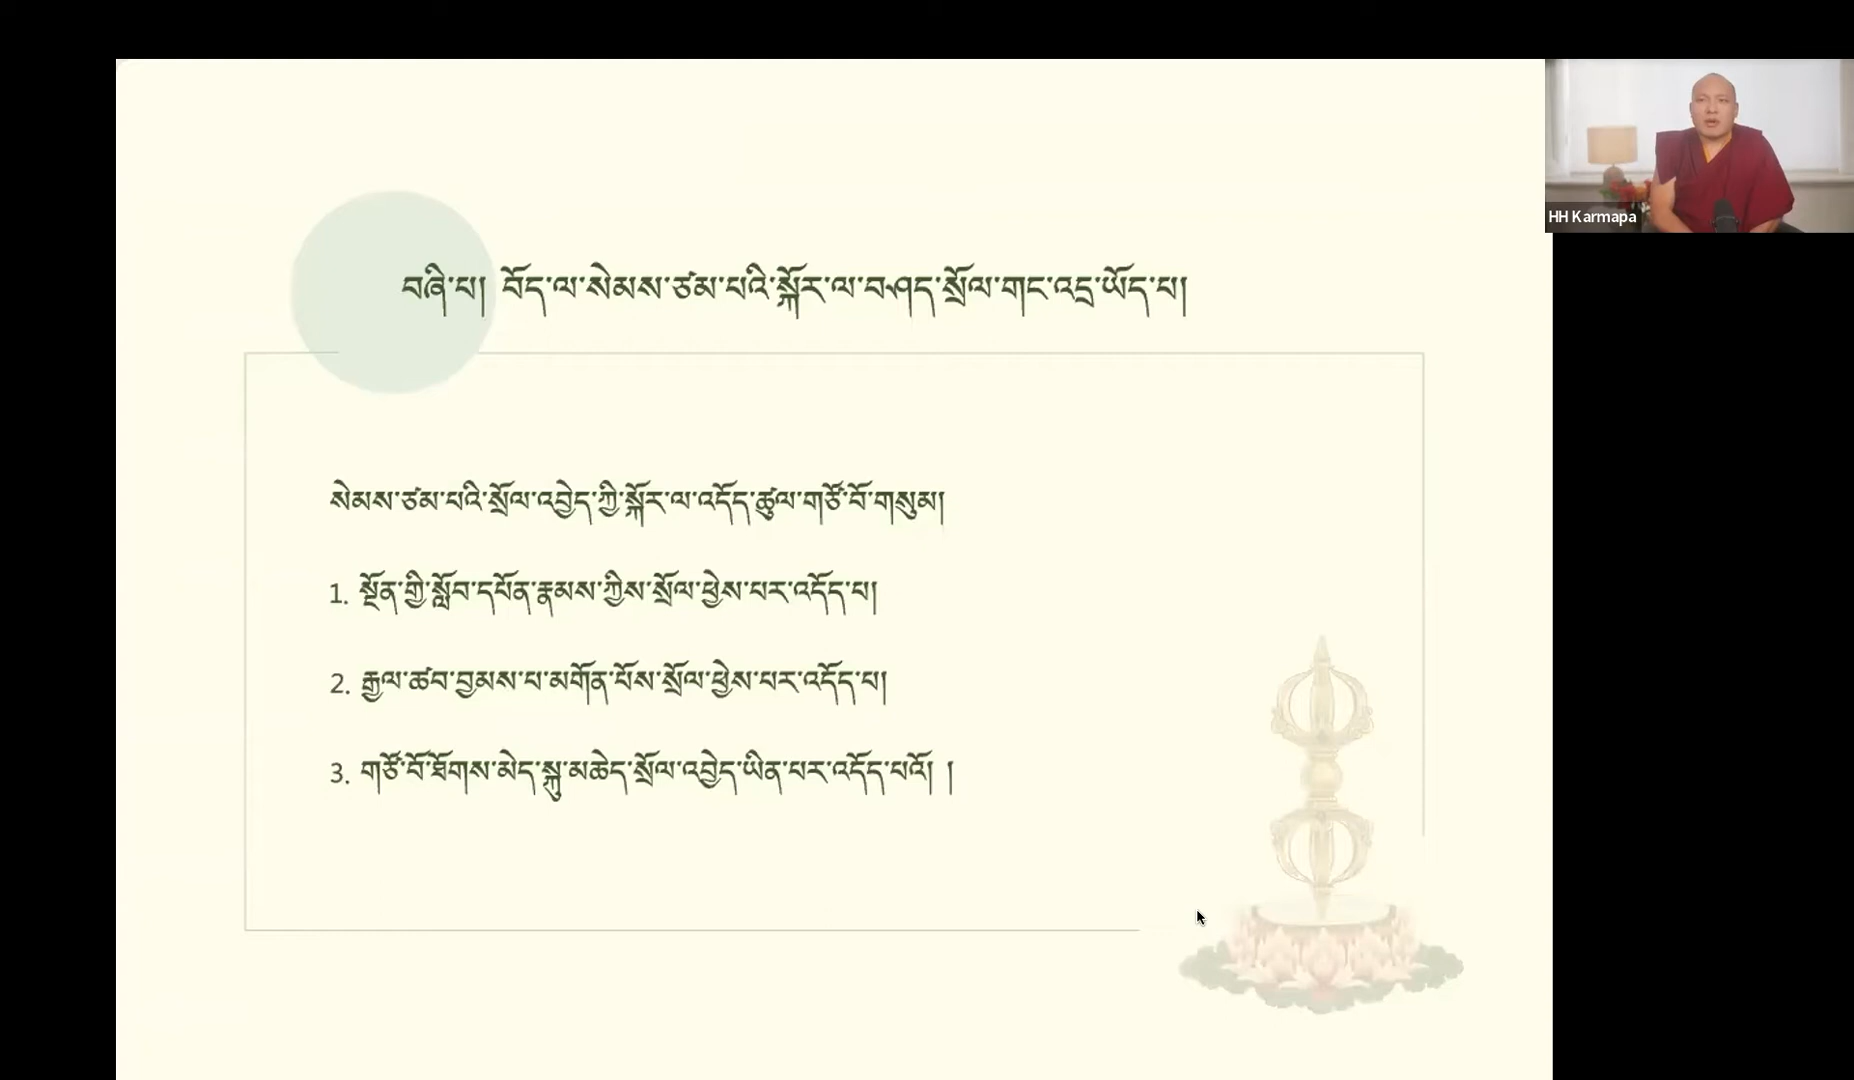 བཞི་པ། བོད་ལ་སེམས་ཙམ་པའི་སྐོར་ལ་བཤད་སྲོལ་གང་འདྲ་ཡོད་པ།
HH Karmapa
སེམས་ཙམ་པའི་སྲོལ་འབྱེད་ཀྱི་སྐོར་ལ་འདོད་ཚུལ་གཙོ་བོ་གསུམ།
1. སྔོན་གྱི་སློབ་དཔོན་རྣམས་ཀྱིས་སྲོལ་ཕྱེས་པར་འདོད་པ།
2. རྒྱལ་ཚབ་བྱམས་པ་མགོན་པོས་སྲོལ་ཕྱེས་པར་འདོད་པ།
3. གཙོ་བོ་ཐོགས་མེད་སྐུ་མཆེད་སྲོལ་འབྱེད་ཡིན་པར་འདོད་པའོ། །